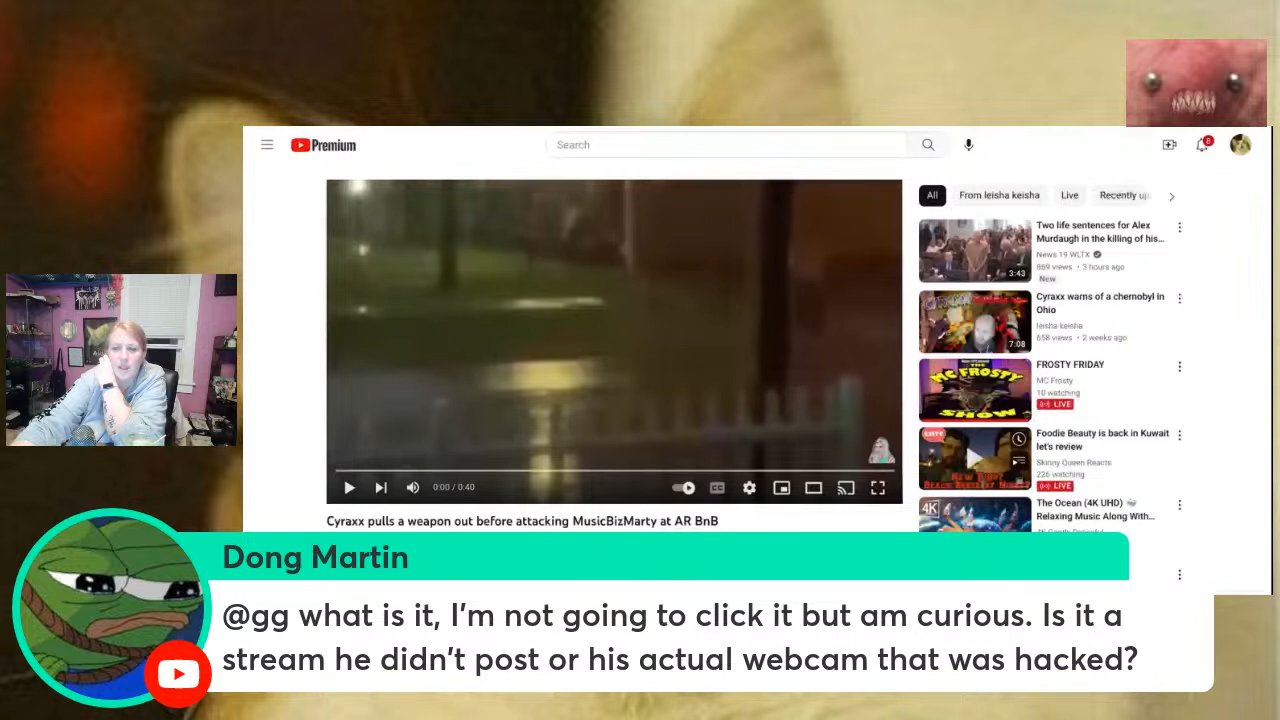 Premium
Search
6
All
From leisha keisha
Live
Recently up
Two life sentences for Alex
Murdaugh in the killing of his...
News 19 WLTX
869 views • 3 hours ago
New
3:43
Cyraxx warns of a chernobyl in
Ohio
leisha keisha
658 views • 2 weeks ago
7:08
FROSTY FRIDAY
MC Frosty
10 watching
LIVE
MC FROSTY
SHOW
Foodie Beauty is back in Kuwait
let's review
Skinny Queen Reacts
226 watching
LIVE
The Ocean (4K UHD)
Relaxing Music Along With...
4K
0:00 / 0:40
CC
Cyraxx pulls a weapon out before attacking MusicBizMarty at AR BnB
Dong Martin
@gg what is it, I'm not going to click it but am curious. Is it a
stream he didn't post or his actual webcam that was hacked?